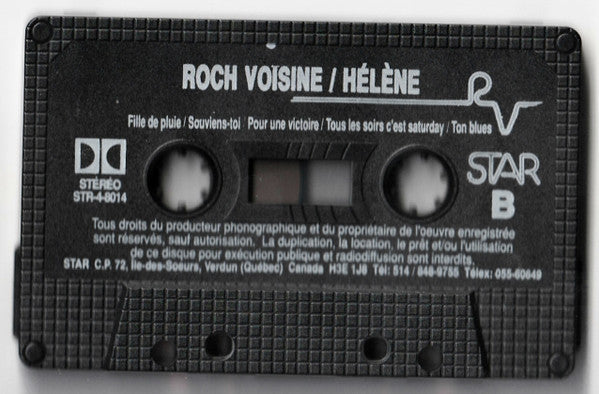 ROCH VOISINE / HÉLÈNE
RV
Fille de pluie / Souviens-toi / Pour une victoire / Tous les soirs c'est saturday / Ton blues
STÉRÉO
STR-4-8014
STAR
B
Tous droits du producteur phonographique et du propriétaire de l'oeuvre enregistrée
sont réservés, sauf autorisation. La duplication, la location, le prêt et/ou l'utilisation
de ce disque pour exécution publique et radiodiffusion sont interdits.
STAR C.P. 72, Île-des-Soeurs, Verdun (Québec) Canada H3E 1J8 Tél: 514 / 848-9755 Télex: 055-60649